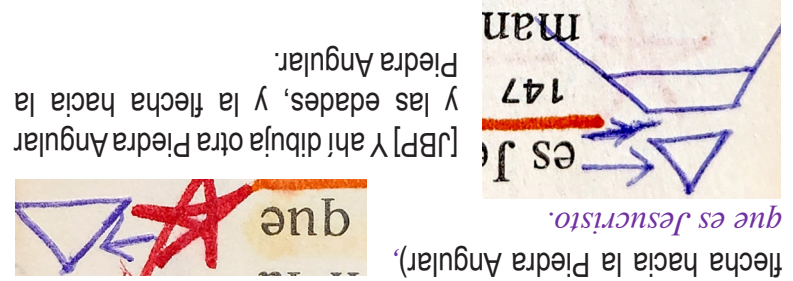 flecha hacia la Piedra Angular),
que es Jesucristo.
es Je
147
man
que
[JBP] Y ahí dibuja otra Piedra Angular
y las edades, y la flecha hacia la
Piedra Angular.